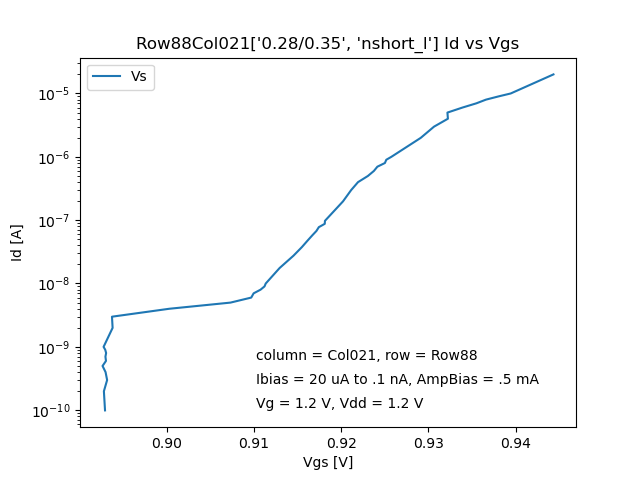 Row88Col021['0.28/0.35', 'nshort_l'] Id vs Vgs
Vs
Id [A]
10⁻⁵
10⁻⁶
10⁻⁷
10⁻⁸
10⁻⁹
10⁻¹⁰
column = Col021, row = Row88
Ibias = 20 uA to .1 nA, AmpBias = .5 mA
Vg = 1.2 V, Vdd = 1.2 V
0.90 0.91 0.92 0.93 0.94
Vgs [V]